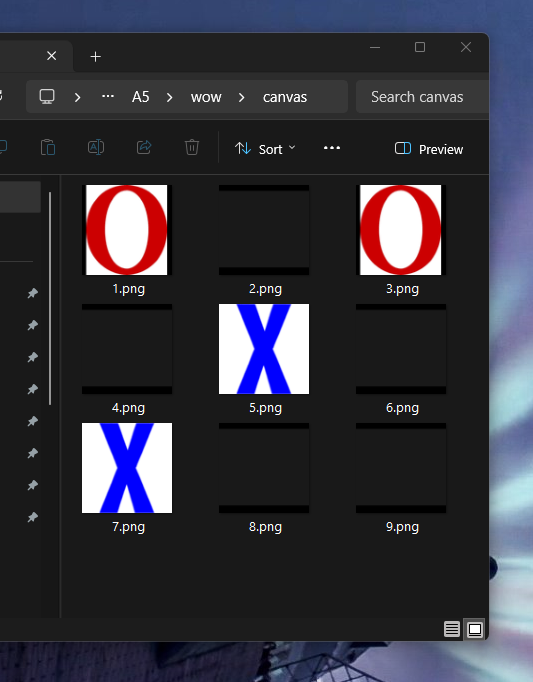 A5 wow canvas Search canvas
Sort Preview
O O
1.png 2.png 3.png
X
4.png 5.png 6.png
X
7.png 8.png 9.png